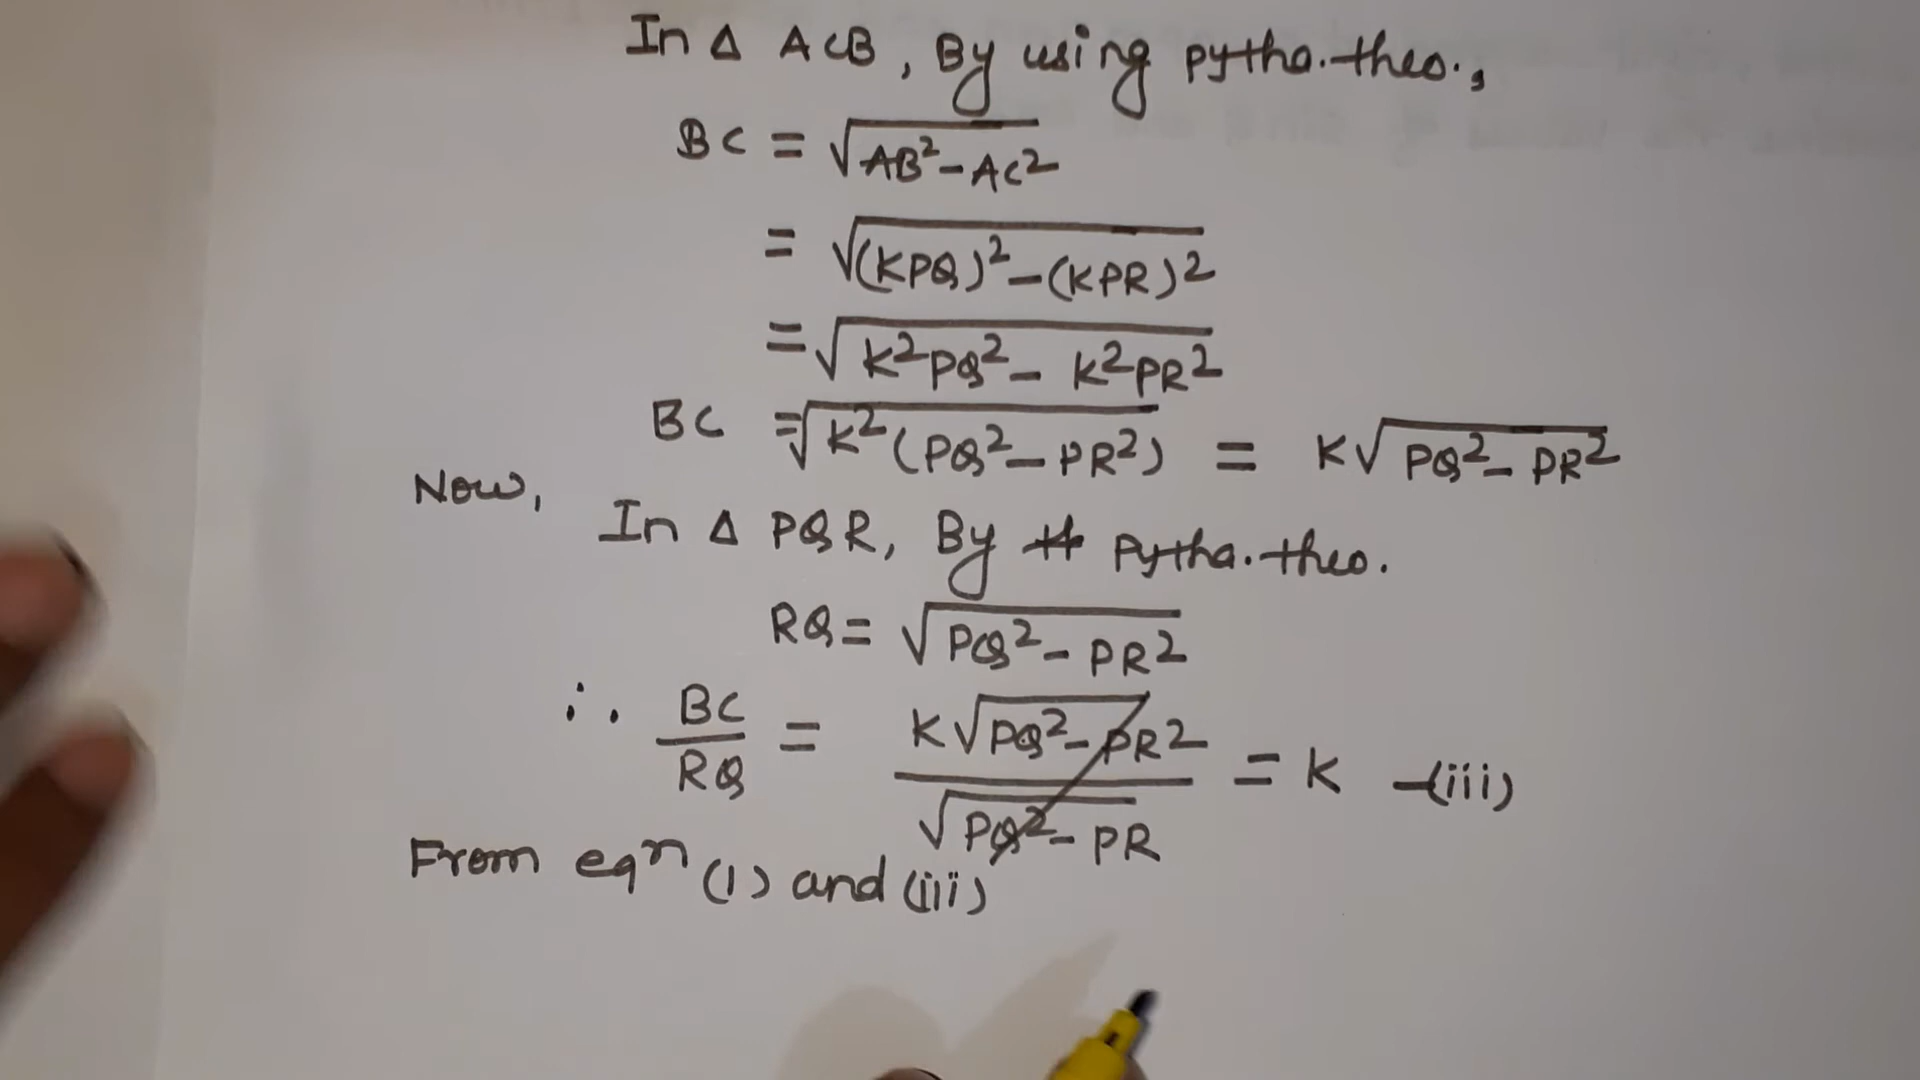 In Δ ACB, By using pytha.theo.,
BC = √AB²-AC²
= √(KPQ)²-(KPR)²
= √K²PQ²- K²PR²
BC = √K²(PQ²-PR²) = K√PQ²-PR²
Now,
In Δ PQR, By Pytha.theo.
RQ = √PQ²-PR²
∴ BC/RQ = K√PQ²-PR²/√PQ²-PR = K -(iii)
From eqⁿ (1) and (iii)